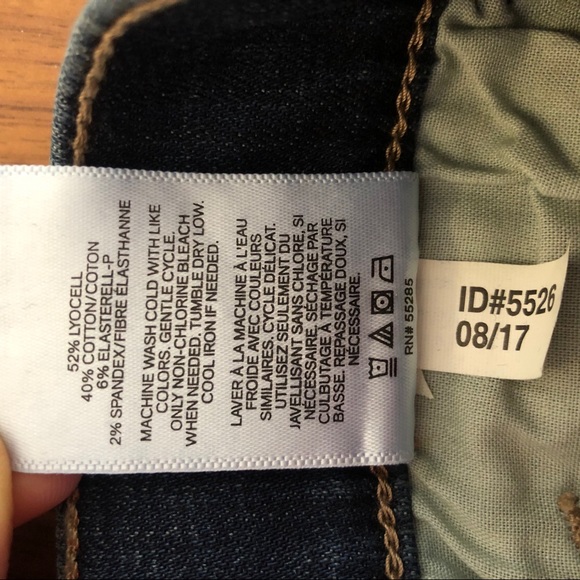 52% LYOCELL
40% COTTON/COTON
6% ELASTERELL-P
2% SPANDEX/FIBRE ÉLASTHANNE
MACHINE WASH COLD WITH LIKE
COLORS, GENTLE CYCLE.
ONLY NON-CHLORINE BLEACH
WHEN NEEDED, TUMBLE DRY LOW.
COOL IRON IF NEEDED.
LAVER À LA MACHINE À L'EAU
FROIDE AVEC COULEURS
SIMILAIRES, CYCLE DÉLICAT.
UTILISEZ SEULEMENT DU
JAVELLISANT SANS CHLORE, SI
NÉCESSAIRE, SÉCHAGE PAR
CULBUTAGE À TEMPÉRATURE
BASSE. REPASSAGE DOUX, SI
NÉCESSAIRE.
RN# 55285
ID#5526
08/17